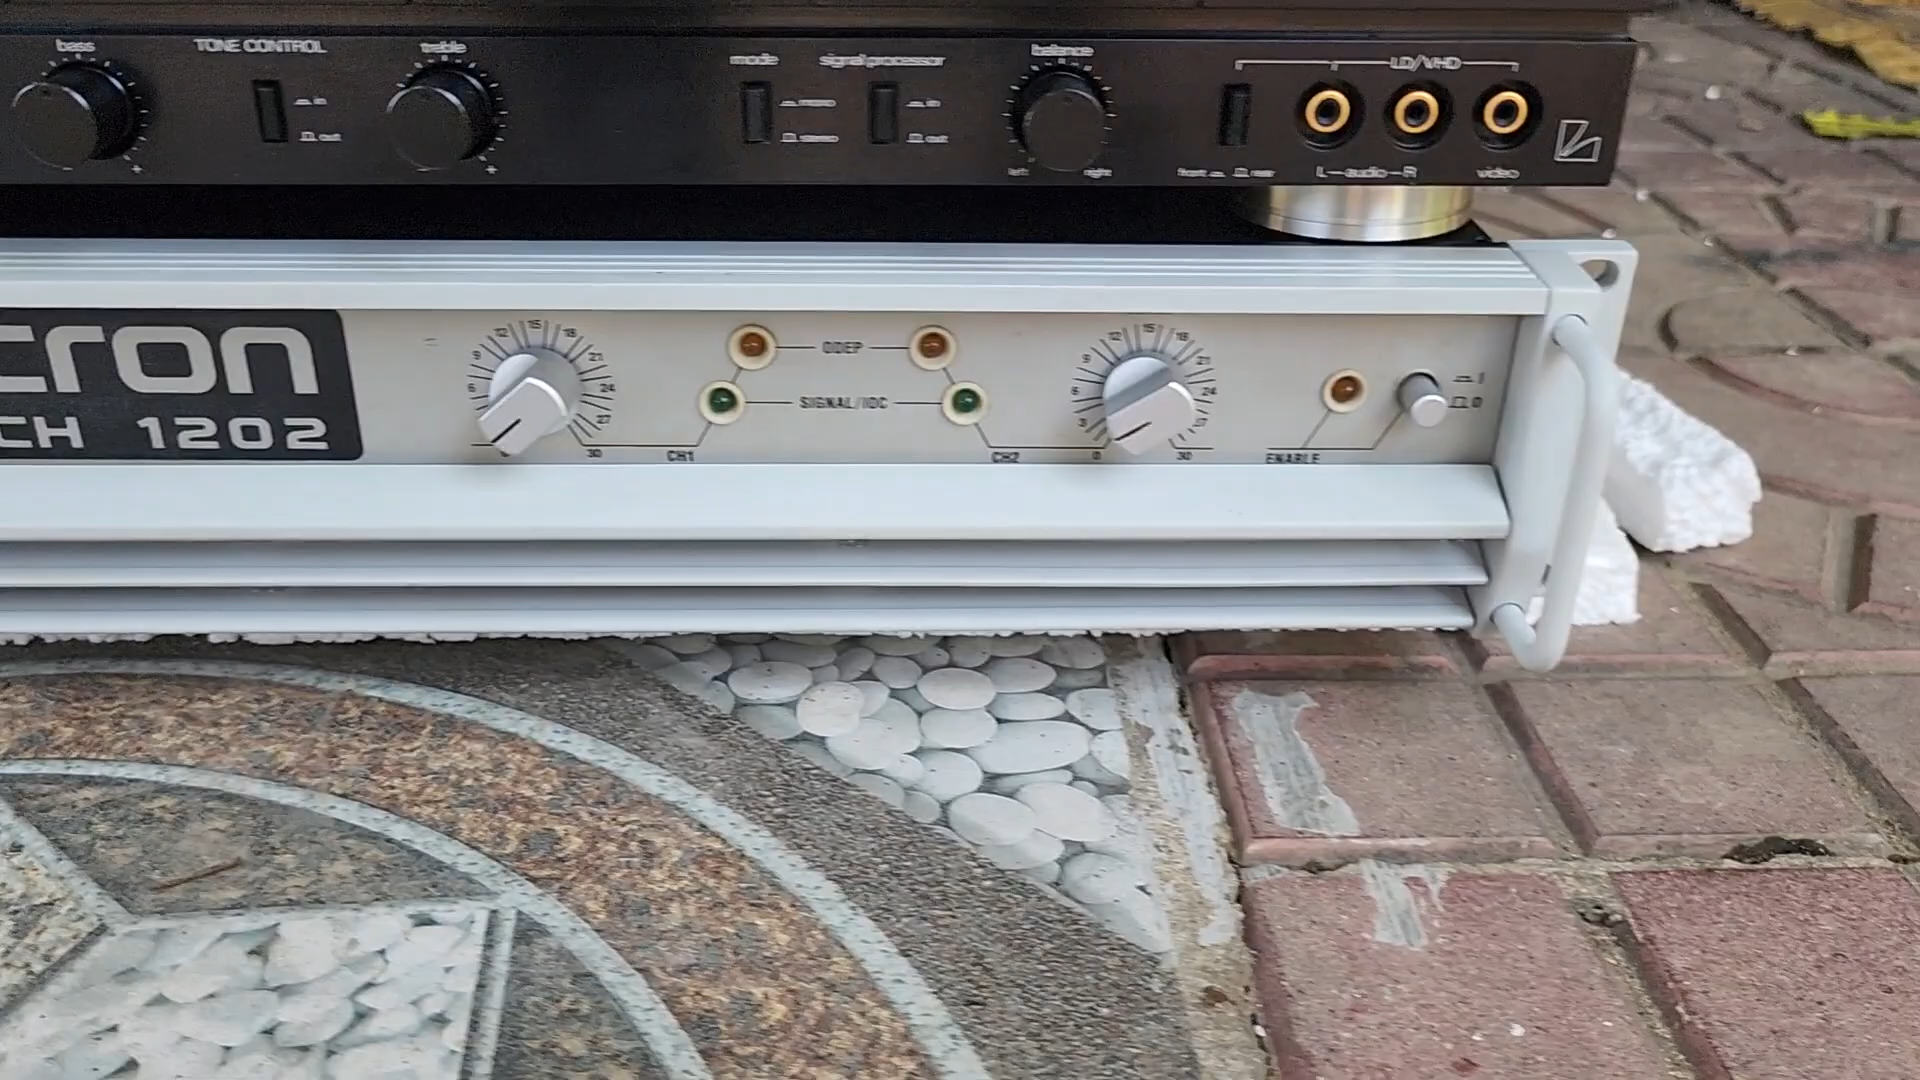 bass TONE CONTROL treble mode signal processor balance LD/VHD
in mono in
out stereo out
left right front rear L-audio-R video
12 15 18 12 15 18
9 21 9 21
6 24 6 24
27 3
cron ODEP
CH 1202 SIGNAL/IOC
30 CH1 CH2 0 30 ENABLE
I
0